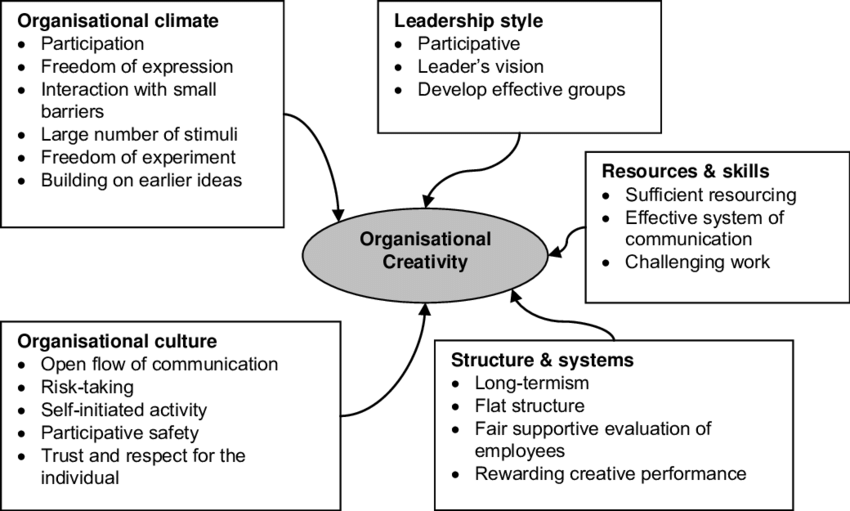 Organisational climate
• Participation
• Freedom of expression
• Interaction with small
barriers
• Large number of stimuli
• Freedom of experiment
• Building on earlier ideas
Leadership style
• Participative
• Leader’s vision
• Develop effective groups
Resources & skills
• Sufficient resourcing
• Effective system of
communication
• Challenging work
Organisational
Creativity
Organisational culture
• Open flow of communication
• Risk-taking
• Self-initiated activity
• Participative safety
• Trust and respect for the
individual
Structure & systems
• Long-termism
• Flat structure
• Fair supportive evaluation of
employees
• Rewarding creative performance